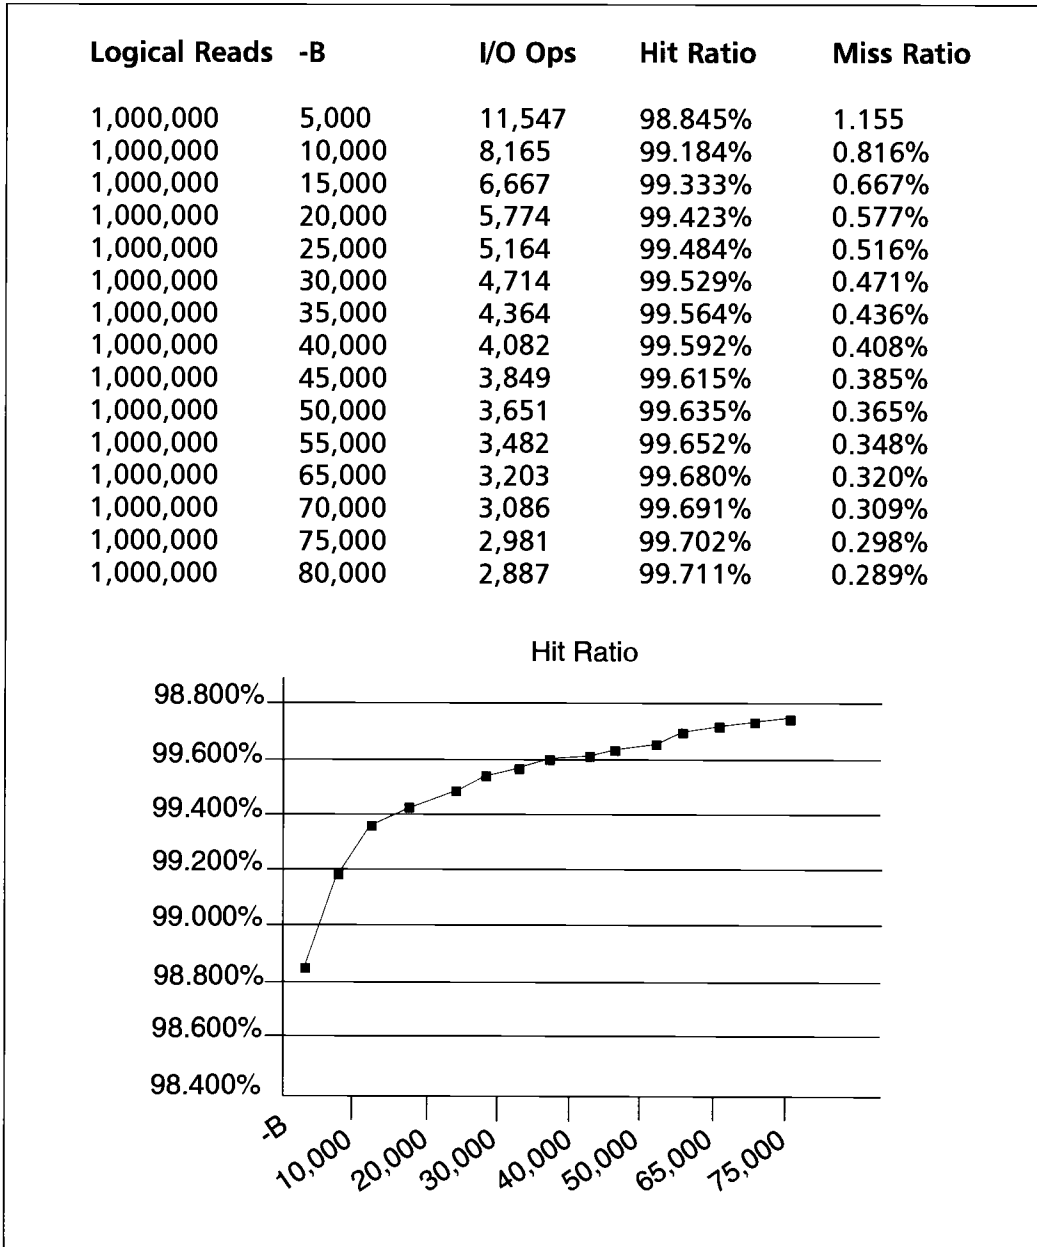 Logical Reads -B I/O Ops Hit Ratio Miss Ratio
1,000,000 5,000 11,547 98.845% 1.155
1,000,000 10,000 8,165 99.184% 0.816%
1,000,000 15,000 6,667 99.333% 0.667%
1,000,000 20,000 5,774 99.423% 0.577%
1,000,000 25,000 5,164 99.484% 0.516%
1,000,000 30,000 4,714 99.529% 0.471%
1,000,000 35,000 4,364 99.564% 0.436%
1,000,000 40,000 4,082 99.592% 0.408%
1,000,000 45,000 3,849 99.615% 0.385%
1,000,000 50,000 3,651 99.635% 0.365%
1,000,000 55,000 3,482 99.652% 0.348%
1,000,000 65,000 3,203 99.680% 0.320%
1,000,000 70,000 3,086 99.691% 0.309%
1,000,000 75,000 2,981 99.702% 0.298%
1,000,000 80,000 2,887 99.711% 0.289%
Hit Ratio
98.800%
99.600%
99.400%
99.200%
99.000%
98.800%
98.600%
98.400%
-B
10,000
20,000
30,000
40,000
50,000
65,000
75,000